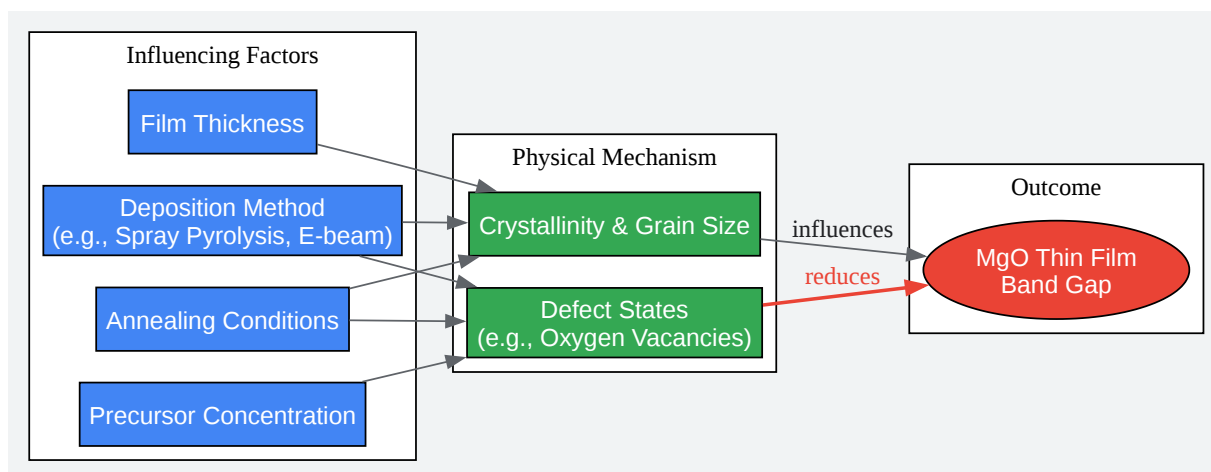 Influencing Factors
Film Thickness
Deposition Method
(e.g., Spray Pyrolysis, E-beam)
Annealing Conditions
Precursor Concentration
Physical Mechanism
Crystallinity & Grain Size
Defect States
(e.g., Oxygen Vacancies)
influences
reduces
Outcome
MgO Thin Film
Band Gap